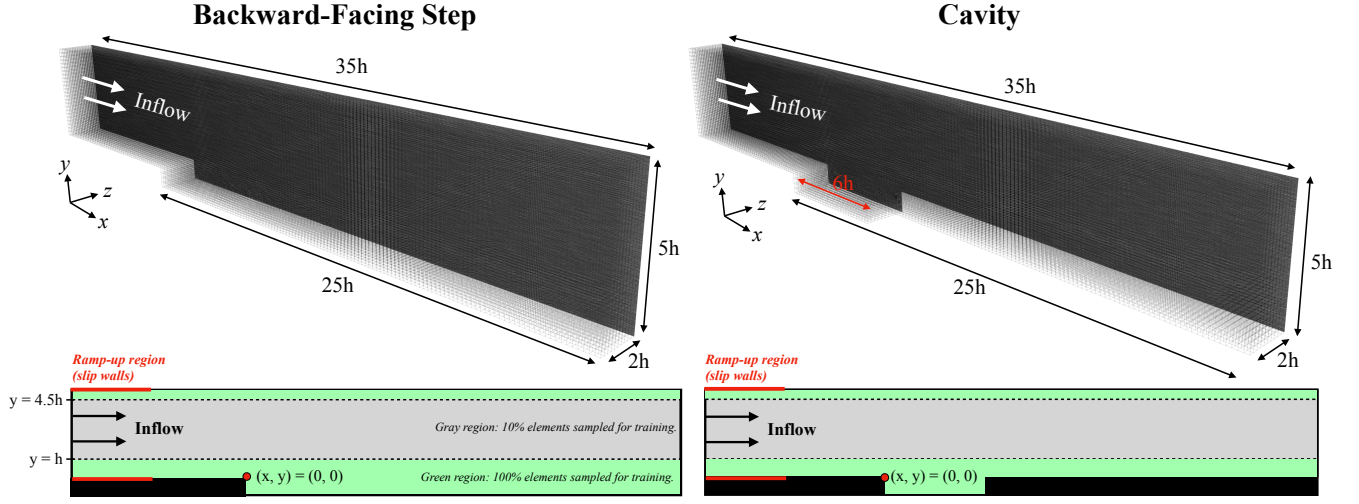 Backward-Facing Step
35h
Inflow
y
z
x
25h
5h
2h
Ramp-up region
(slip walls)
y = 4.5h
Inflow
Gray region: 10% elements sampled for training.
y = h
(x, y) = (0, 0)
Green region: 100% elements sampled for training.
Cavity
35h
Inflow
6h
y
z
x
25h
5h
2h
Ramp-up region
(slip walls)
Inflow
(x, y) = (0, 0)